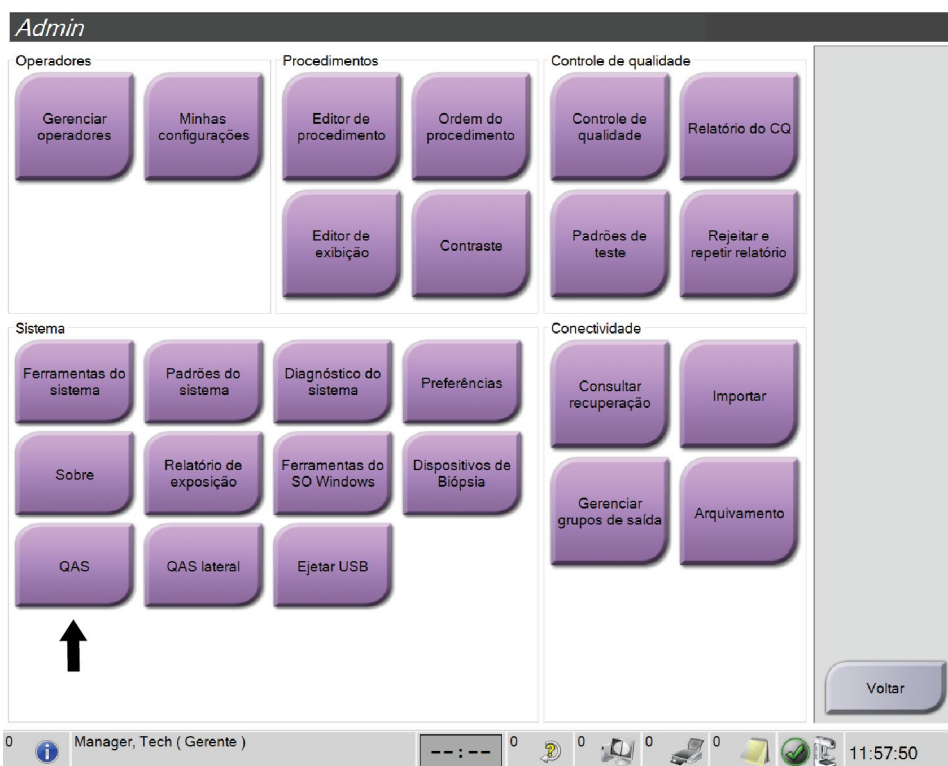 Admin
Operadores
Gerenciar
operadores
Minhas
configurações
Procedimentos
Editor de
procedimento
Ordem do
procedimento
Editor de
exibição
Contraste
Controle de qualidade
Controle de
qualidade
Relatório do CQ
Padrões de
teste
Rejeitar e
repetir relatório
Sistema
Ferramentas do
sistema
Padrões do
sistema
Diagnóstico do
sistema
Preferências
Sobre
Relatório de
exposição
Ferramentas do
SO Windows
Dispositivos de
Biópsia
QAS
QAS lateral
Ejetar USB
Conectividade
Consultar
recuperação
Importar
Gerenciar
grupos de saída
Arquivamento
Voltar
0 Manager, Tech ( Gerente ) --:-- 0 0 0 0 11:57:50